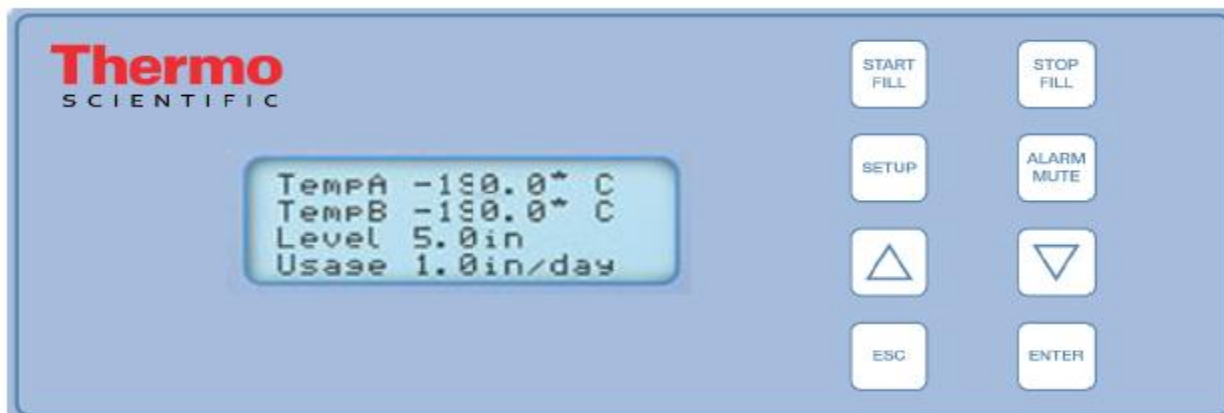 Thermo
SCIENTIFIC
TempA -190.0* C
TempB -190.0* C
Level 5.0in
Usage 1.0in/day
START
FILL
STOP
FILL
SETUP
ALARM
MUTE
ESC
ENTER